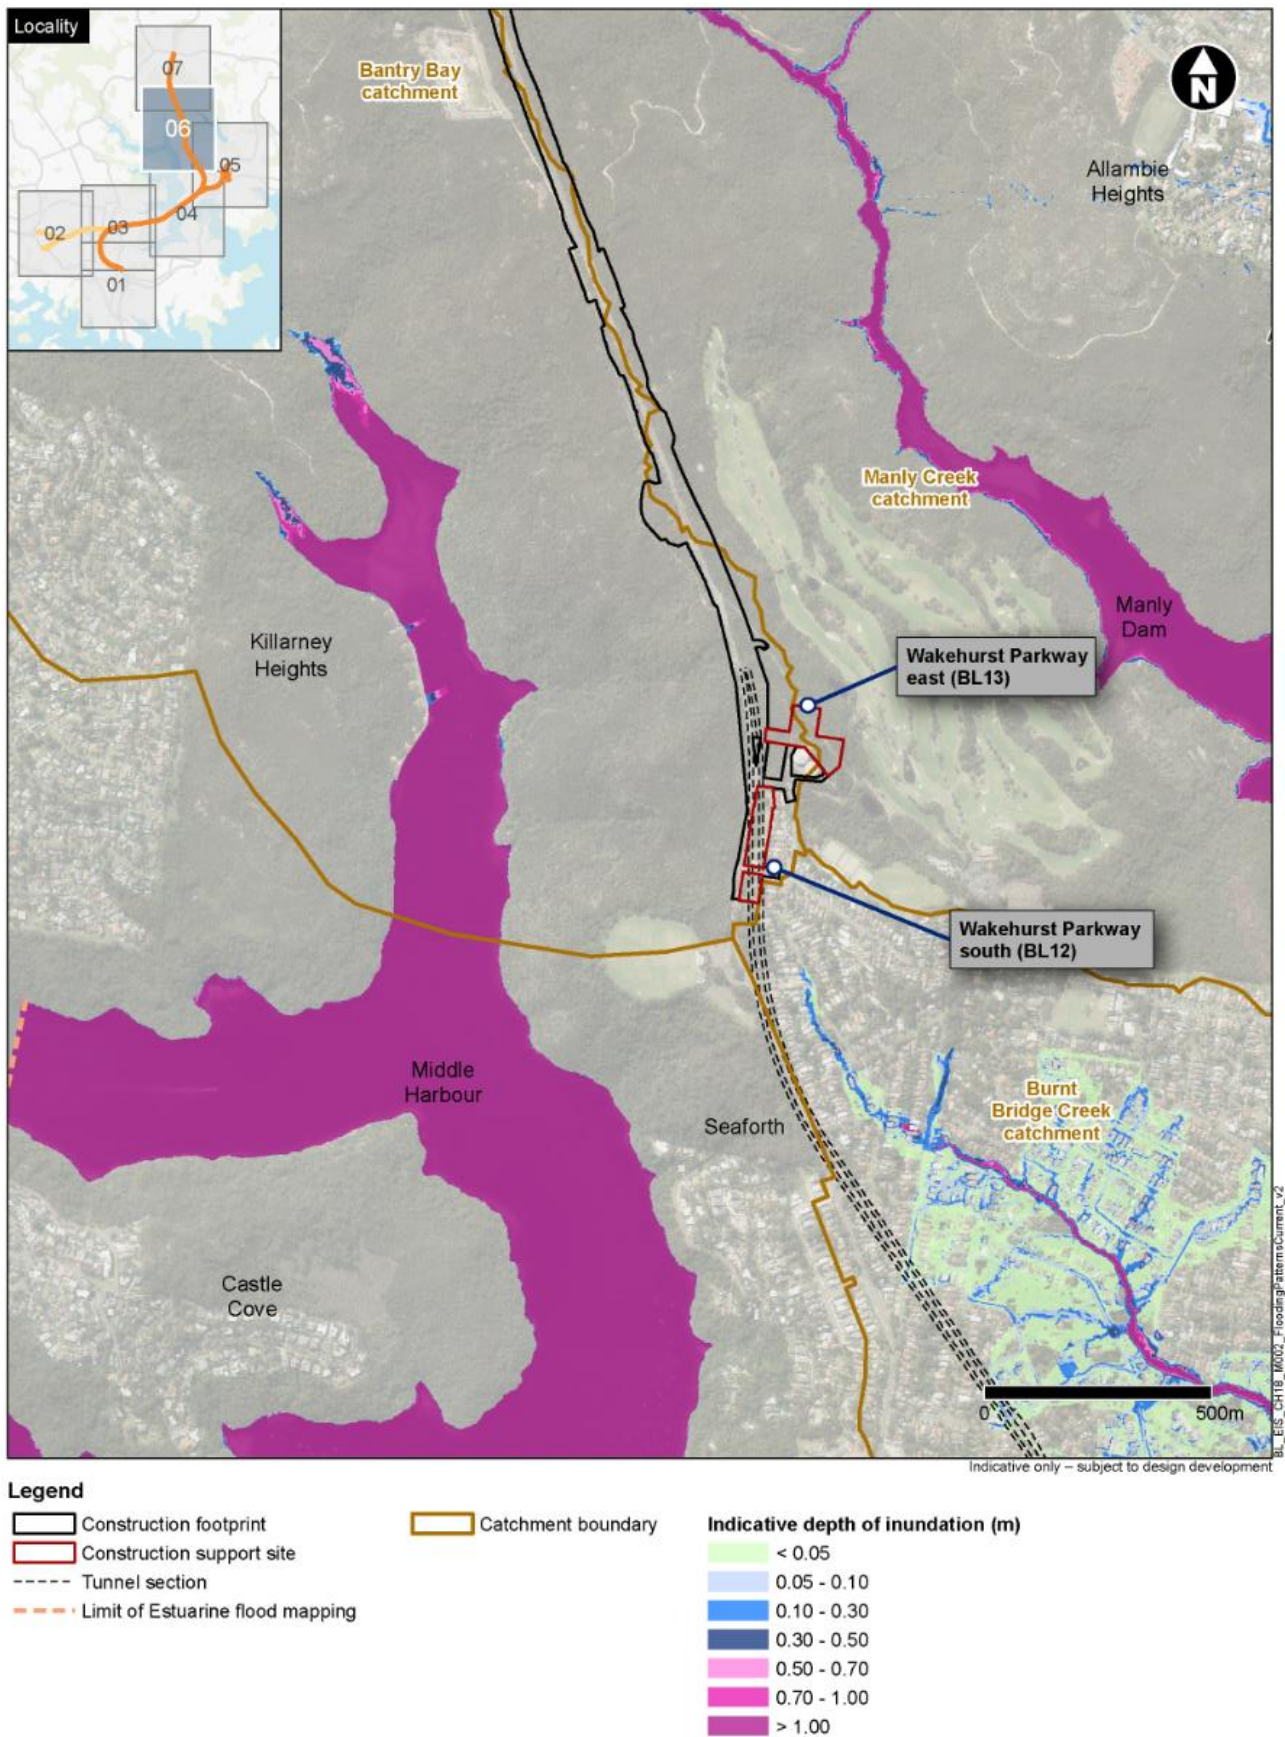 Locality
07
06
05
04
03
02
01
Bantry Bay
catchment
N
Allambie
Heights
Manly Creek
catchment
Manly
Dam
Killarney
Heights
Wakehurst Parkway
east (BL13)
Wakehurst Parkway
south (BL12)
Middle
Harbour
Seaforth
Burnt
Bridge Creek
catchment
Castle
Cove
0
500m
BL_EIS_CH18_M002_FloodingPatternsCurrent_v2
Indicative only – subject to design development
Legend
Construction footprint
Construction support site
Tunnel section
Limit of Estuarine flood mapping
Catchment boundary
Indicative depth of inundation (m)
< 0.05
0.05 - 0.10
0.10 - 0.30
0.30 - 0.50
0.50 - 0.70
0.70 - 1.00
> 1.00